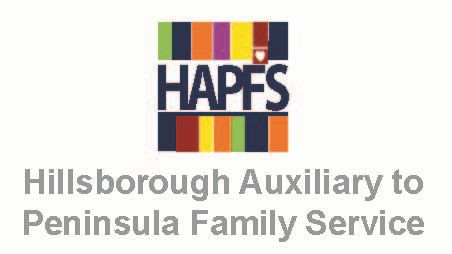 HAPFS
Hillsborough Auxiliary to
Peninsula Family Service